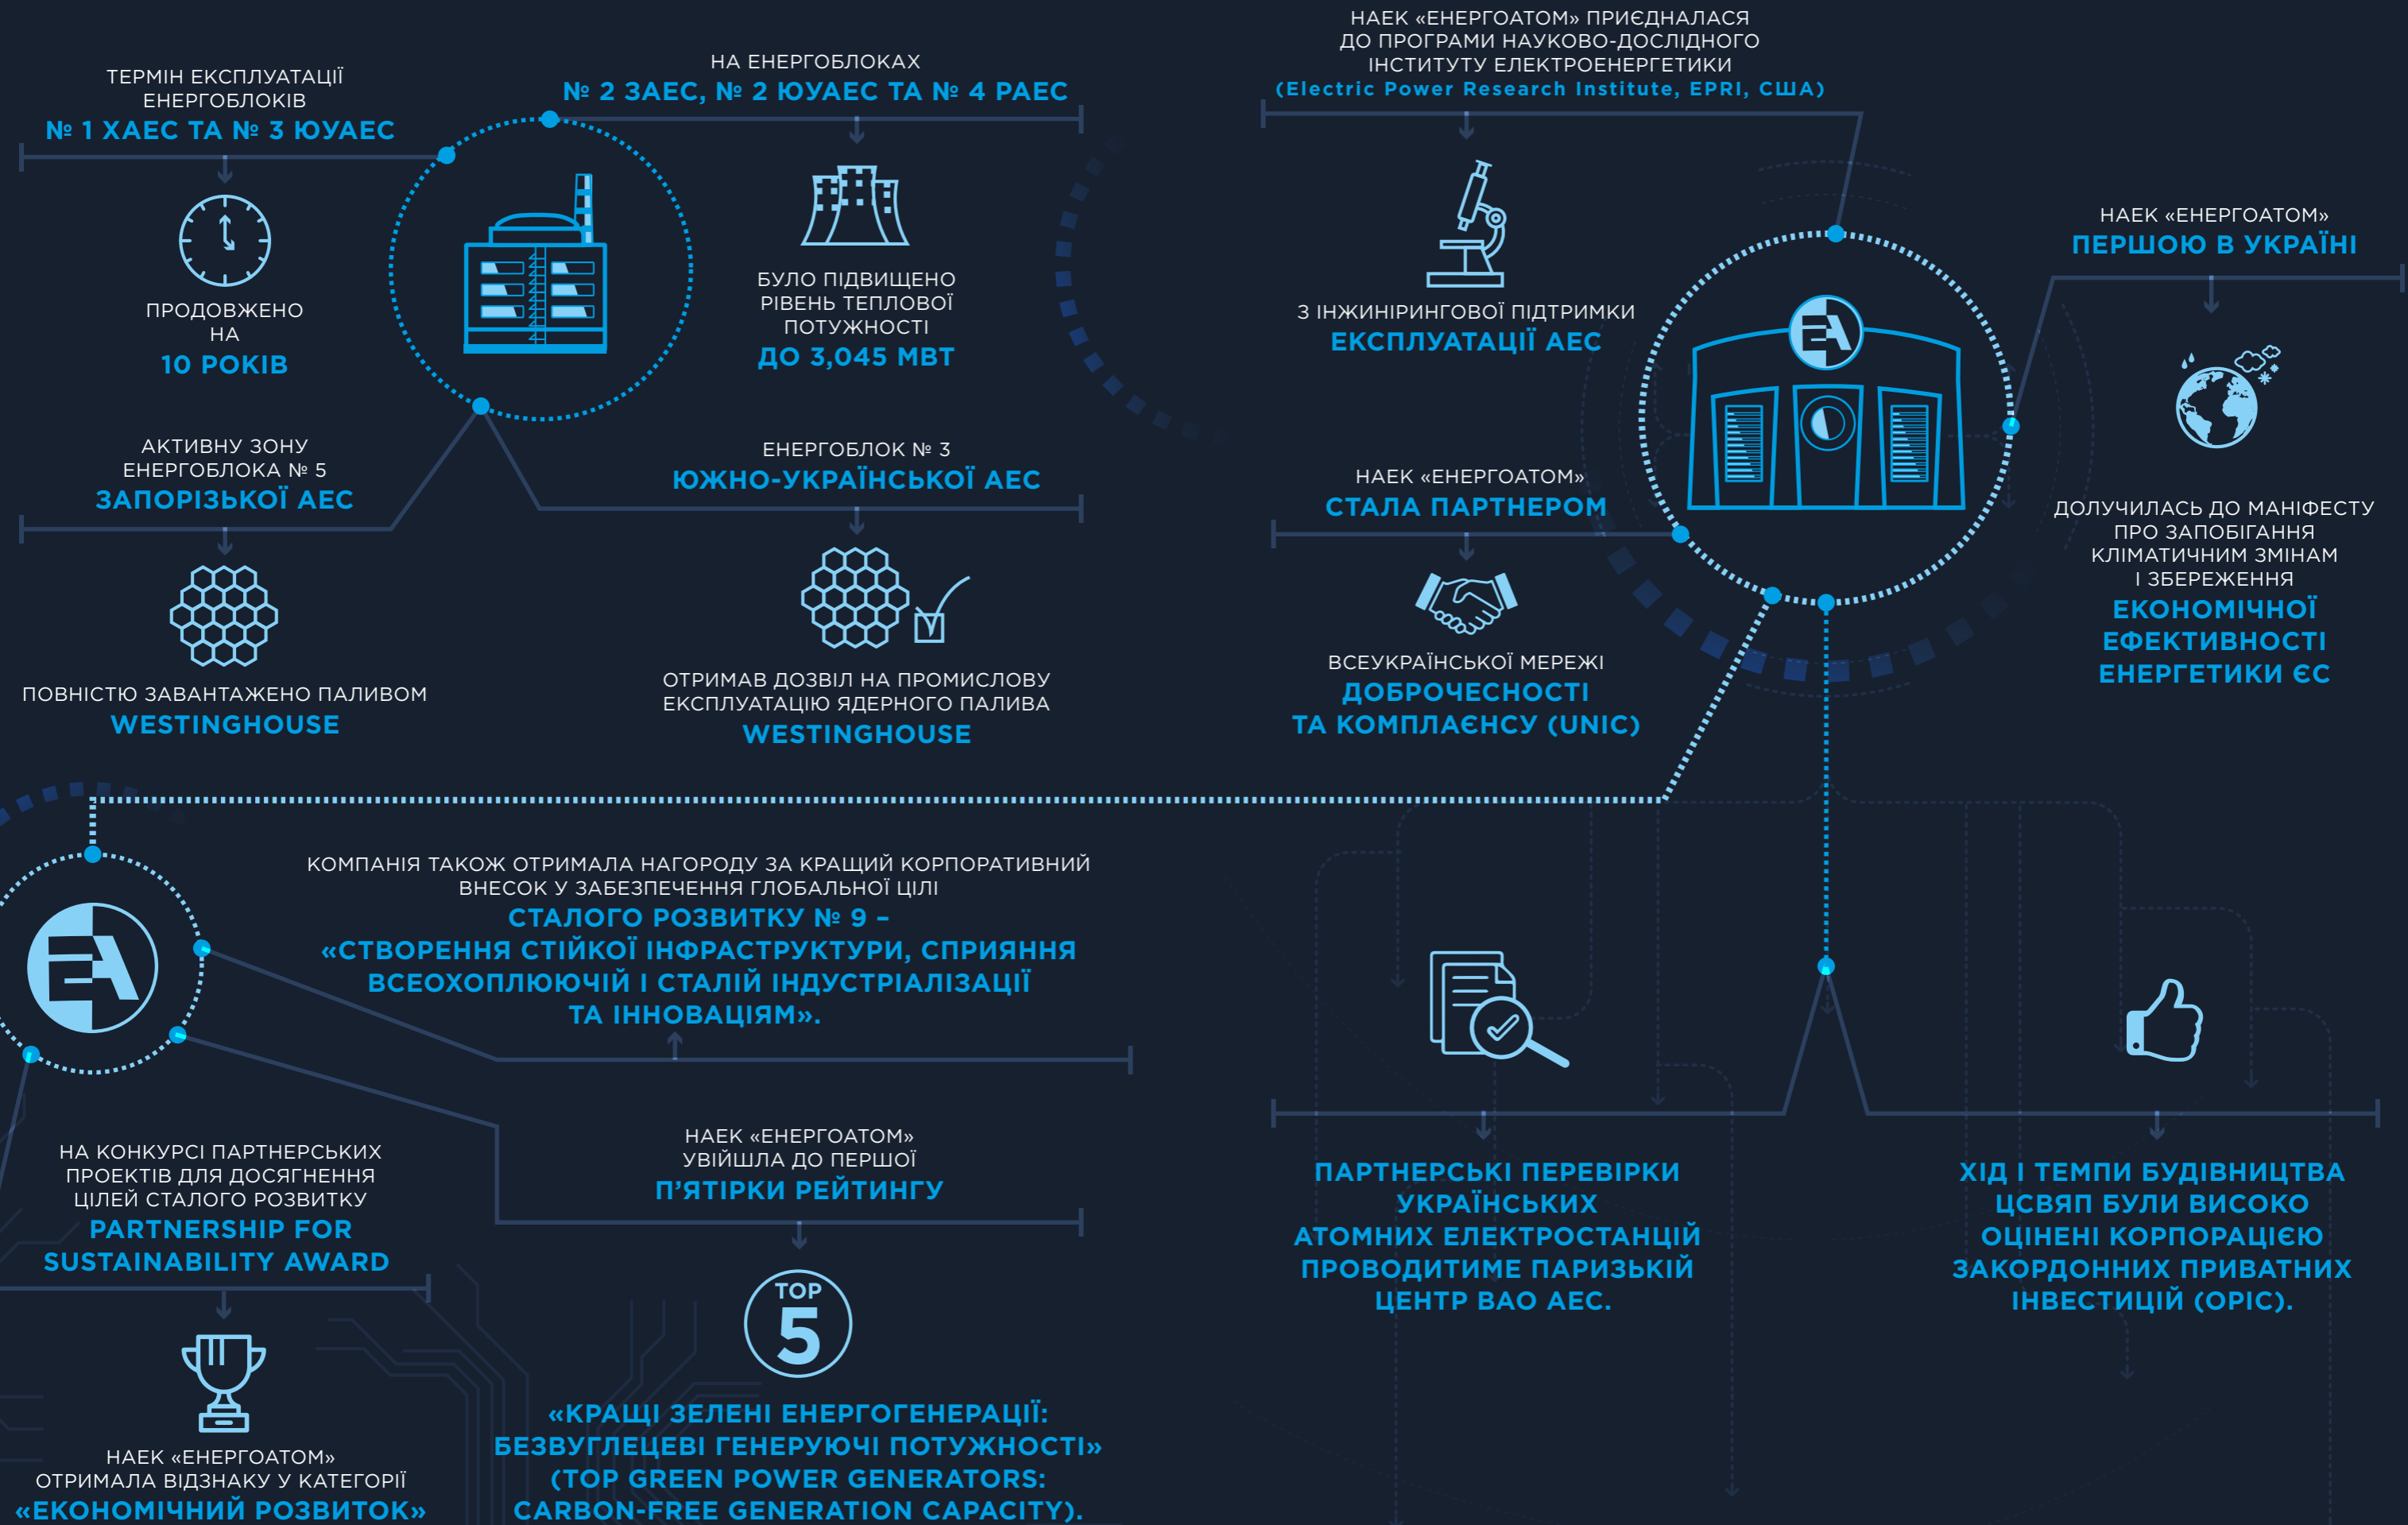 ТЕРМІН ЕКСПЛУАТАЦІЇ
ЕНЕРГОБЛОКІВ
№ 1 ХАЕС ТА № 3 ЮУАЕС
ПРОДОВЖЕНО
НА
10 РОКІВ
НА ЕНЕРГОБЛОКАХ
№ 2 ЗАЕС, № 2 ЮУАЕС ТА № 4 РАЕС
БУЛО ПІДВИЩЕНО
РІВЕНЬ ТЕПЛОВОЇ
ПОТУЖНОСТІ
ДО 3,045 МВТ
АКТИВНУ ЗОНУ
ЕНЕРГОБЛОКА № 5
ЗАПОРІЗЬКОЇ АЕС
ПОВНІСТЮ ЗАВАНТАЖЕНО ПАЛИВОМ
WESTINGHOUSE
ЕНЕРГОБЛОК № 3
ЮЖНО-УКРАЇНСЬКОЇ АЕС
ОТРИМАВ ДОЗВІЛ НА ПРОМИСЛОВУ
ЕКСПЛУАТАЦІЮ ЯДЕРНОГО ПАЛИВА
WESTINGHOUSE
НАЕК «ЕНЕРГОАТОМ» ПРИЄДНАЛАСЯ
ДО ПРОГРАМИ НАУКОВО-ДОСЛІДНОГО
ІНСТИТУТУ ЕЛЕКТРОЕНЕРГЕТИКИ
(Electric Power Research Institute, EPRI, США)
З ІНЖИНІРИНГОВОЇ ПІДТРИМКИ
ЕКСПЛУАТАЦІЇ АЕС
НАЕК «ЕНЕРГОАТОМ»
ПЕРШОЮ В УКРАЇНІ
ДОЛУЧИЛАСЬ ДО МАНІФЕСТУ
ПРО ЗАПОБІГАННЯ
КЛІМАТИЧНИМ ЗМІНАМ
І ЗБЕРЕЖЕННЯ
ЕКОНОМІЧНОЇ
ЕФЕКТИВНОСТІ
ЕНЕРГЕТИКИ ЄС
НАЕК «ЕНЕРГОАТОМ»
СТАЛА ПАРТНЕРОМ
ВСЕУКРАЇНСЬКОЇ МЕРЕЖІ
ДОБРОЧЕСНОСТІ
ТА КОМПЛАЄНСУ (UNIC)
EA
EA
КОМПАНІЯ ТАКОЖ ОТРИМАЛА НАГОРОДУ ЗА КРАЩИЙ КОРПОРАТИВНИЙ
ВНЕСОК У ЗАБЕЗПЕЧЕННЯ ГЛОБАЛЬНОЇ ЦІЛІ
СТАЛОГО РОЗВИТКУ № 9 –
«СТВОРЕННЯ СТІЙКОЇ ІНФРАСТРУКТУРИ, СПРИЯННЯ
ВСЕОХОПЛЮЮЧІЙ І СТАЛІЙ ІНДУСТРІАЛІЗАЦІЇ
ТА ІННОВАЦІЯМ».
НА КОНКУРСІ ПАРТНЕРСЬКИХ
ПРОЕКТІВ ДЛЯ ДОСЯГНЕННЯ
ЦІЛЕЙ СТАЛОГО РОЗВИТКУ
PARTNERSHIP FOR
SUSTAINABILITY AWARD
НАЕК «ЕНЕРГОАТОМ»
ОТРИМАЛА ВІДЗНАКУ У КАТЕГОРІЇ
«ЕКОНОМІЧНИЙ РОЗВИТОК»
НАЕК «ЕНЕРГОАТОМ»
УВІЙШЛА ДО ПЕРШОЇ
П’ЯТІРКИ РЕЙТИНГУ
TOP
5
«КРАЩІ ЗЕЛЕНІ ЕНЕРГОГЕНЕРАЦІЇ:
БЕЗВУГЛЕЦЕВІ ГЕНЕРУЮЧІ ПОТУЖНОСТІ»
(TOP GREEN POWER GENERATORS:
CARBON-FREE GENERATION CAPACITY).
ПАРТНЕРСЬКІ ПЕРЕВІРКИ
УКРАЇНСЬКИХ
АТОМНИХ ЕЛЕКТРОСТАНЦІЙ
ПРОВОДИТИМЕ ПАРИЗЬКІЙ
ЦЕНТР ВАО АЕС.
ХІД І ТЕМПИ БУДІВНИЦТВА
ЦСВЯП БУЛИ ВИСОКО
ОЦІНЕНІ КОРПОРАЦІЄЮ
ЗАКОРДОННИХ ПРИВАТНИХ
ІНВЕСТИЦІЙ (OPIC).